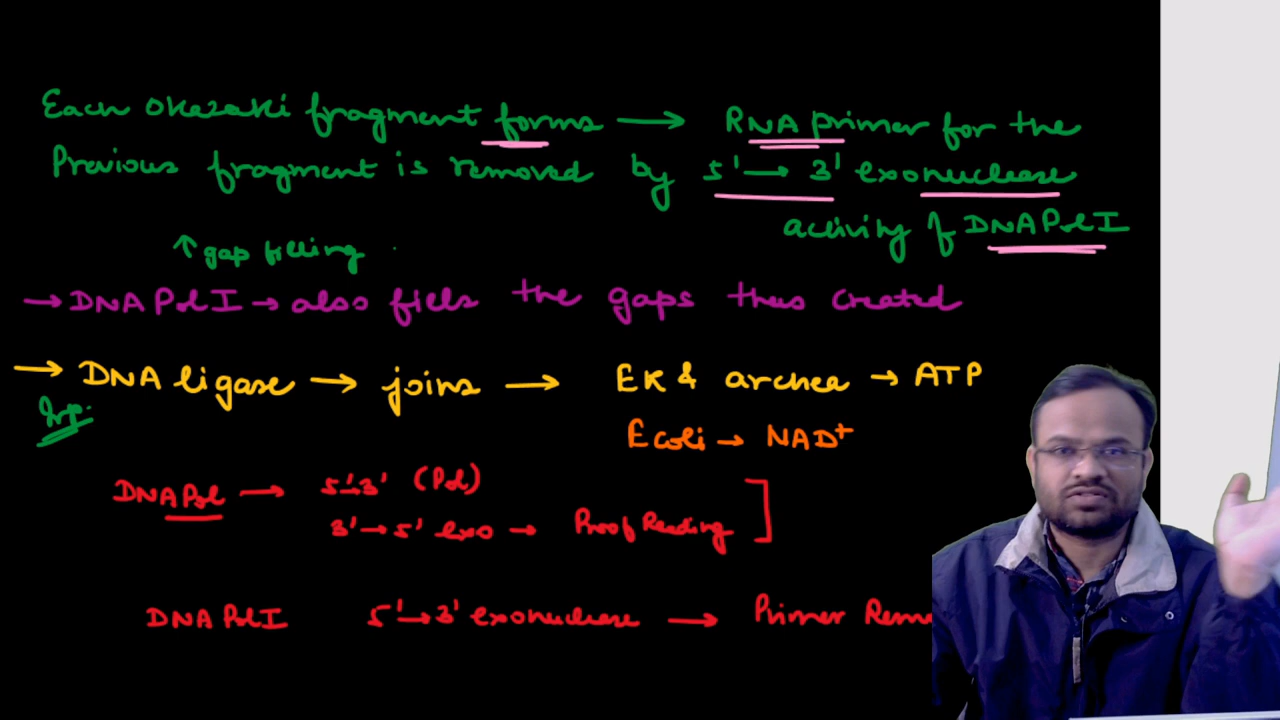 Each Okazaki fragment forms → RNA primer for the
Previous fragment is removed by 5' → 3' exonuclease
activity of DNA Pol I
↑ gap filling
→ DNA Pol I → also fills the gaps thus created
→ DNA ligase → joins → EK & archea → ATP
Imp.
E coli → NAD+
DNA Pol → 5'→3' (Pol)
3'→5' exo → Proof Reading ]
DNA Pol I 5'→3' exonuclease → Primer Rem